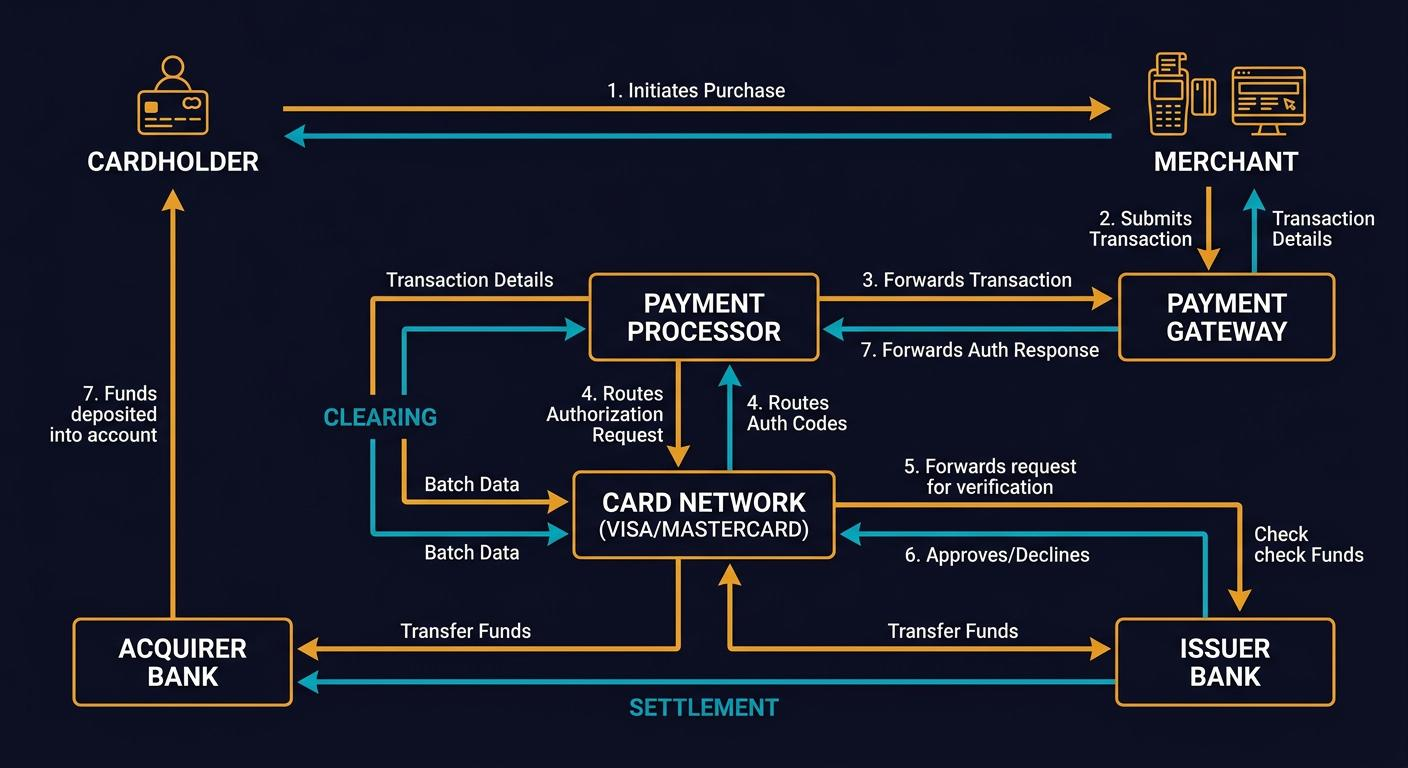 1. Initiates Purchase
CARDHOLDER
MERCHANT
2. Submits
Transaction
Transaction
Details
Transaction Details
PAYMENT
PROCESSOR
3. Forwards Transaction
PAYMENT
GATEWAY
7. Forwards Auth Response
7. Funds
deposited
into account
CLEARING
4. Routes
Authorization
Request
4. Routes
Auth Codes
Batch Data
CARD NETWORK
(VISA/MASTERCARD)
Batch Data
5. Forwards request
for verification
6. Approves/Declines
Check
check Funds
ACQUIRER
BANK
Transfer Funds
Transfer Funds
ISSUER
BANK
SETTLEMENT